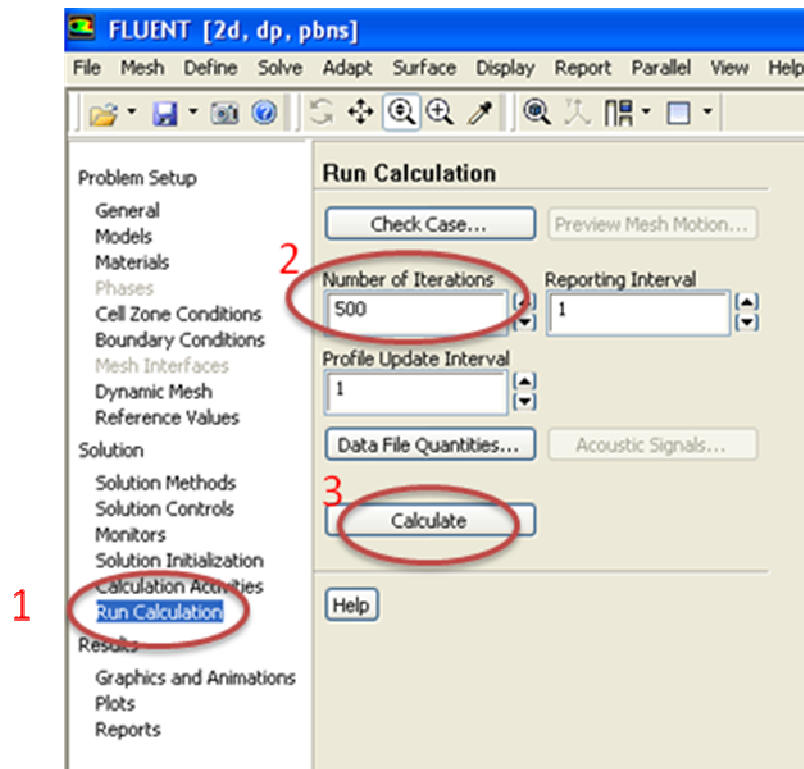 FLUENT [2d, dp, pbns]
File Mesh Define Solve Adapt Surface Display Report Parallel View Help
Problem Setup
General
Models
Materials
Phases
Cell Zone Conditions
Boundary Conditions
Mesh Interfaces
Dynamic Mesh
Reference Values
Solution
Solution Methods
Solution Controls
Monitors
Solution Initialization
Calculation Activities
1
Run Calculation
Results
Graphics and Animations
Plots
Reports
Run Calculation
Check Case... Preview Mesh Motion...
2
Number of Iterations Reporting Interval
500 1
Profile Update Interval
1
Data File Quantities... Acoustic Signals...
3
Calculate
Help